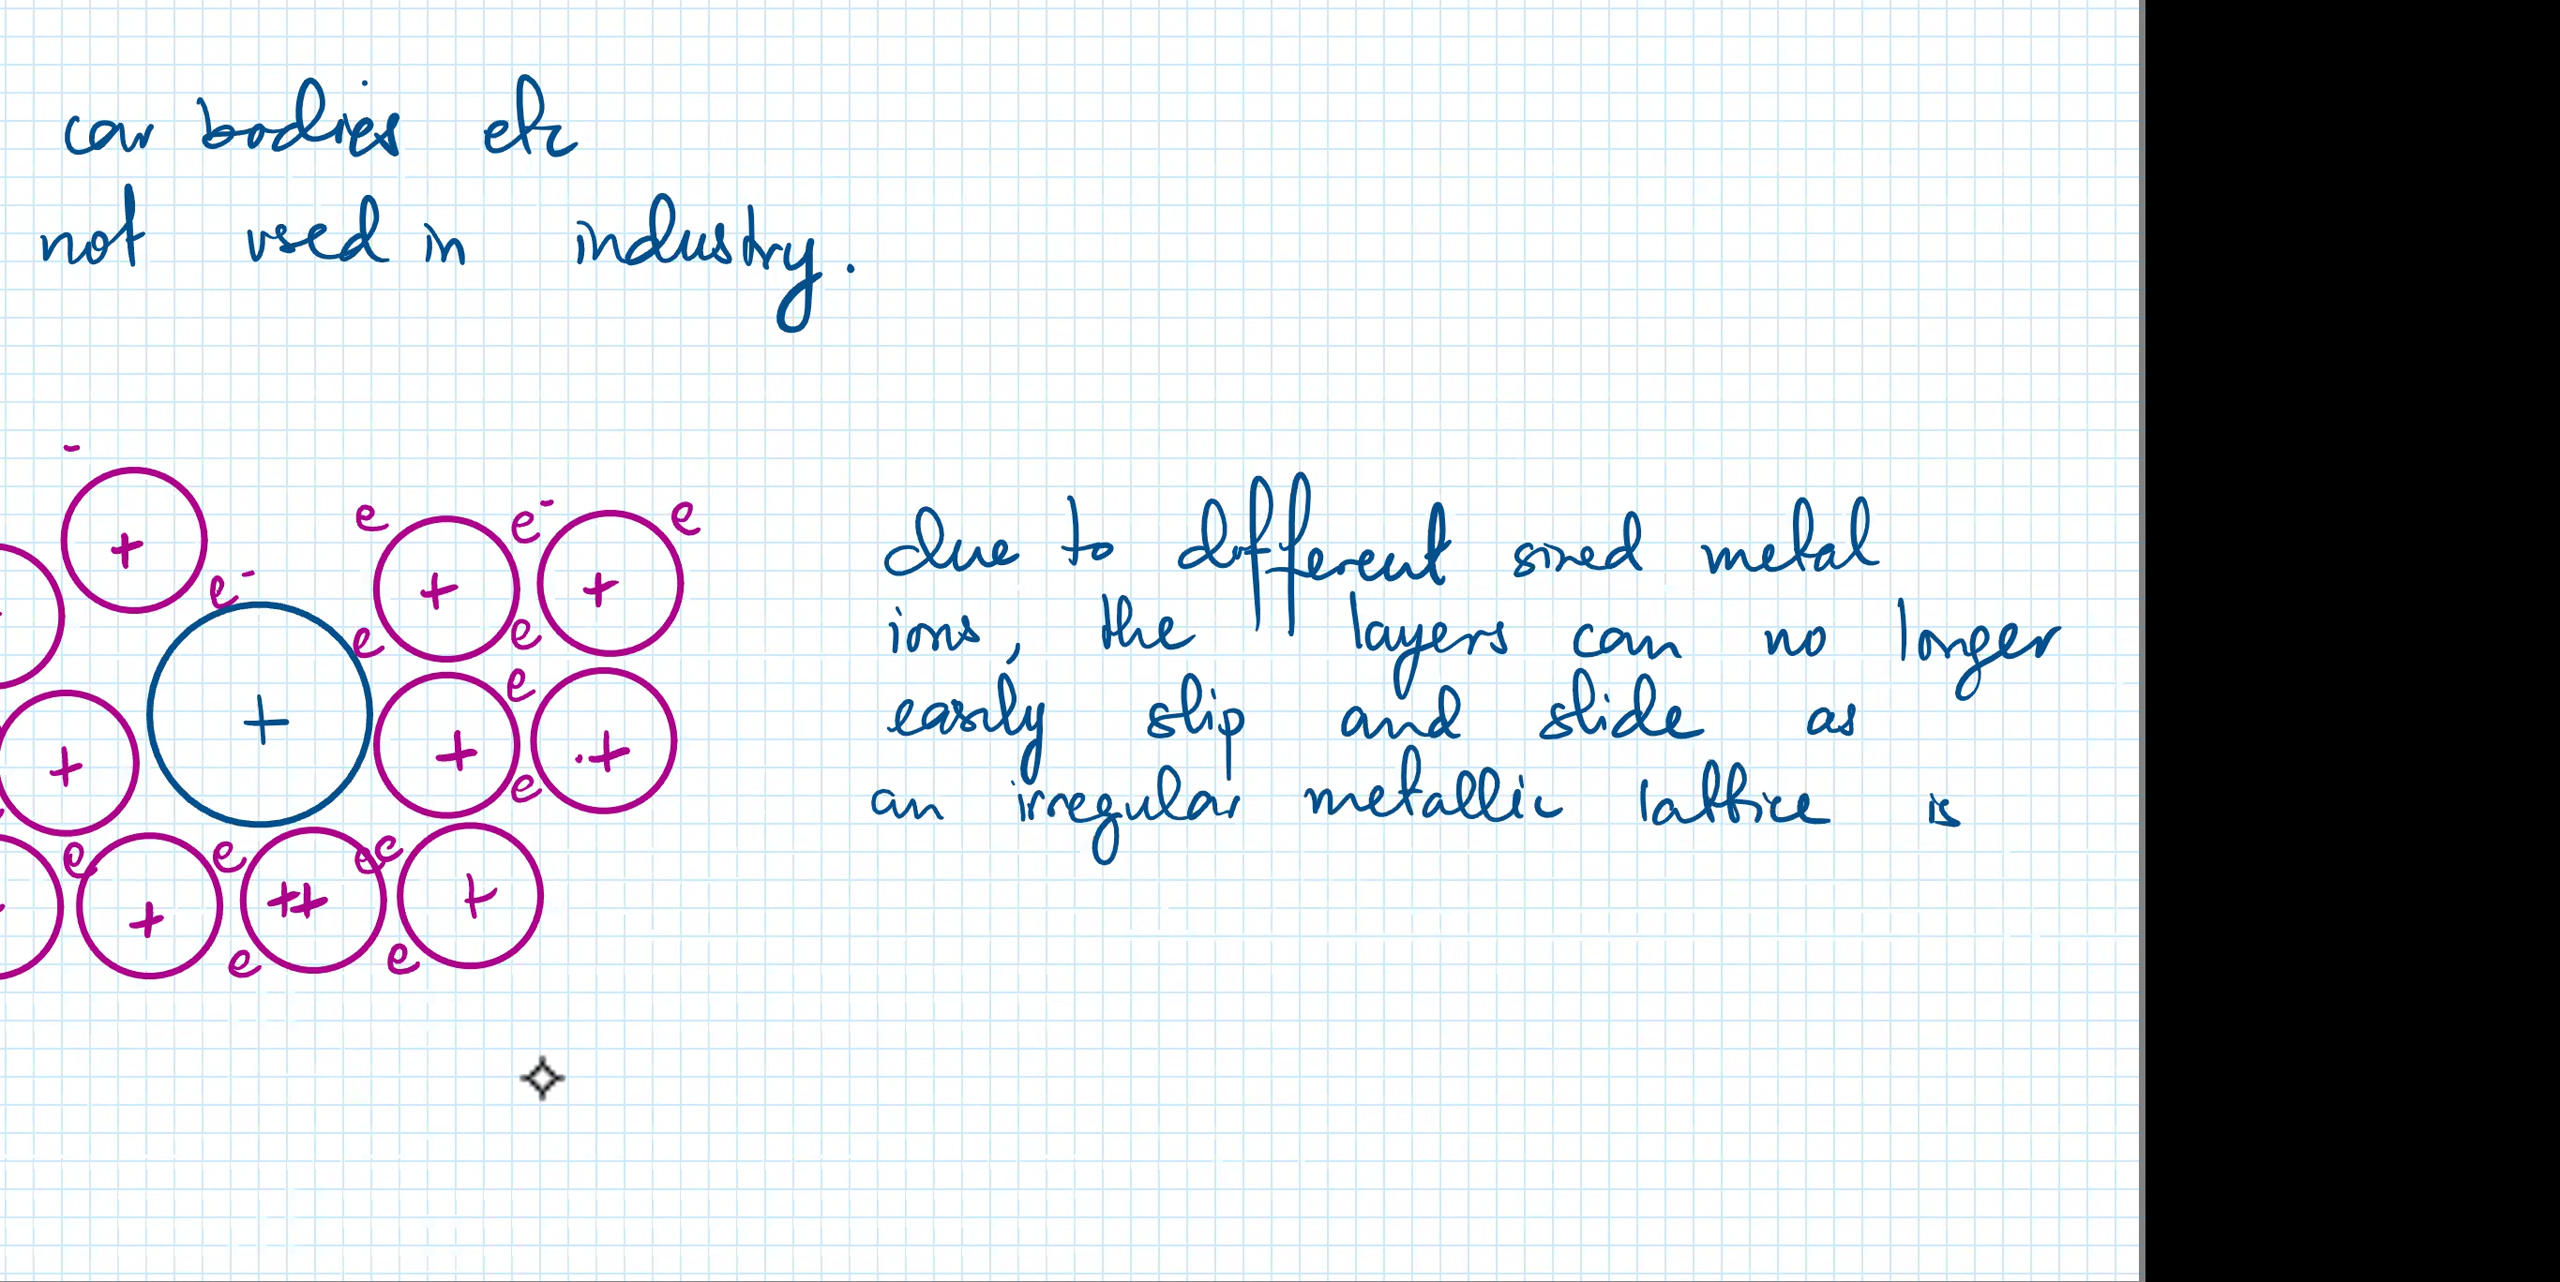 car bodies etc
not used in industry.
-
+
e-
e
e-
e
+
+
e
e
+
e
+
+
.+
e
e
e
e
e
+
++
+
e
e
due to different sized metal
ions, the layers can no longer
easily slip and slide as
an irregular metallic lattice is